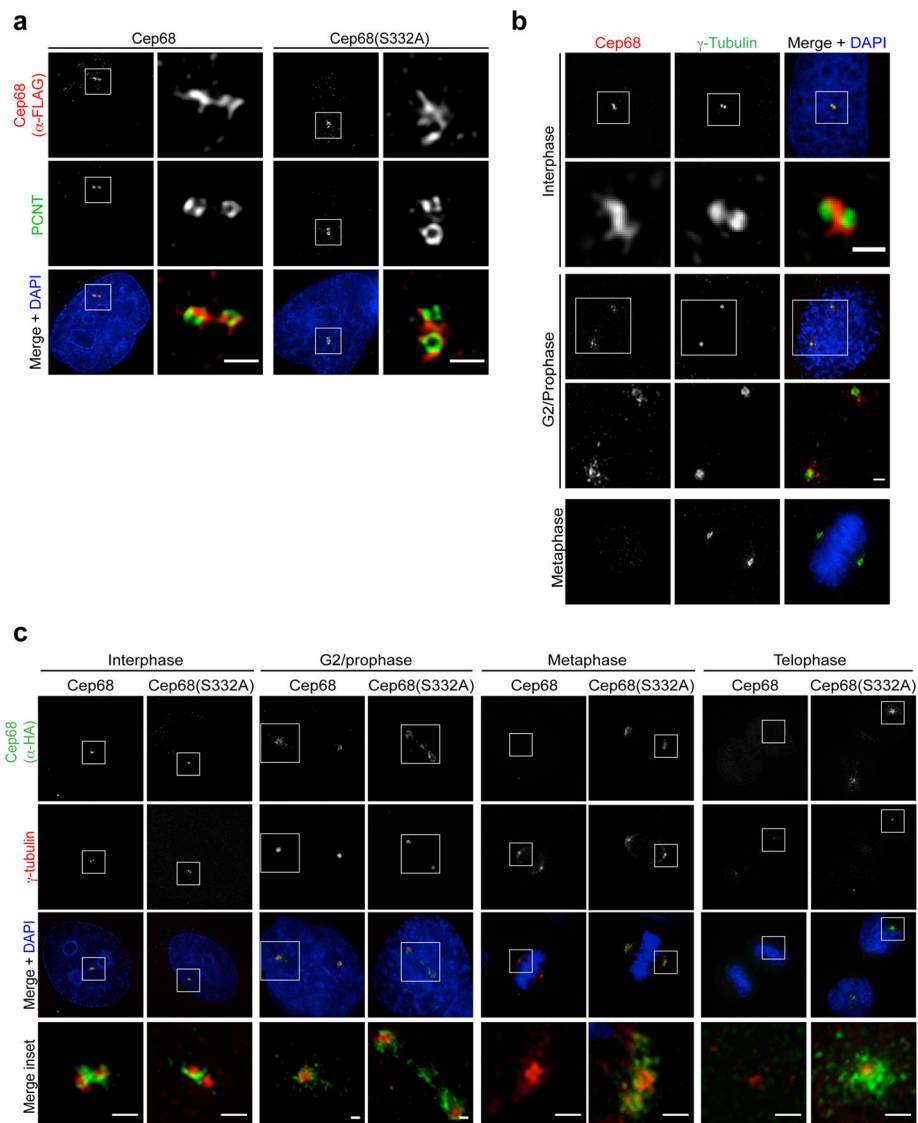 a
Cep68
Cep68(S332A)
Cep68
(α-FLAG)
PCNT
Merge + DAPI
b
Cep68
γ-Tubulin
Merge + DAPI
Interphase
G2/Prophase
Metaphase
c
Interphase
G2/prophase
Metaphase
Telophase
Cep68
Cep68(S332A)
Cep68
Cep68(S332A)
Cep68
Cep68(S332A)
Cep68
Cep68(S332A)
Cep68
(α-HA)
γ-tubulin
Merge + DAPI
Merge inset